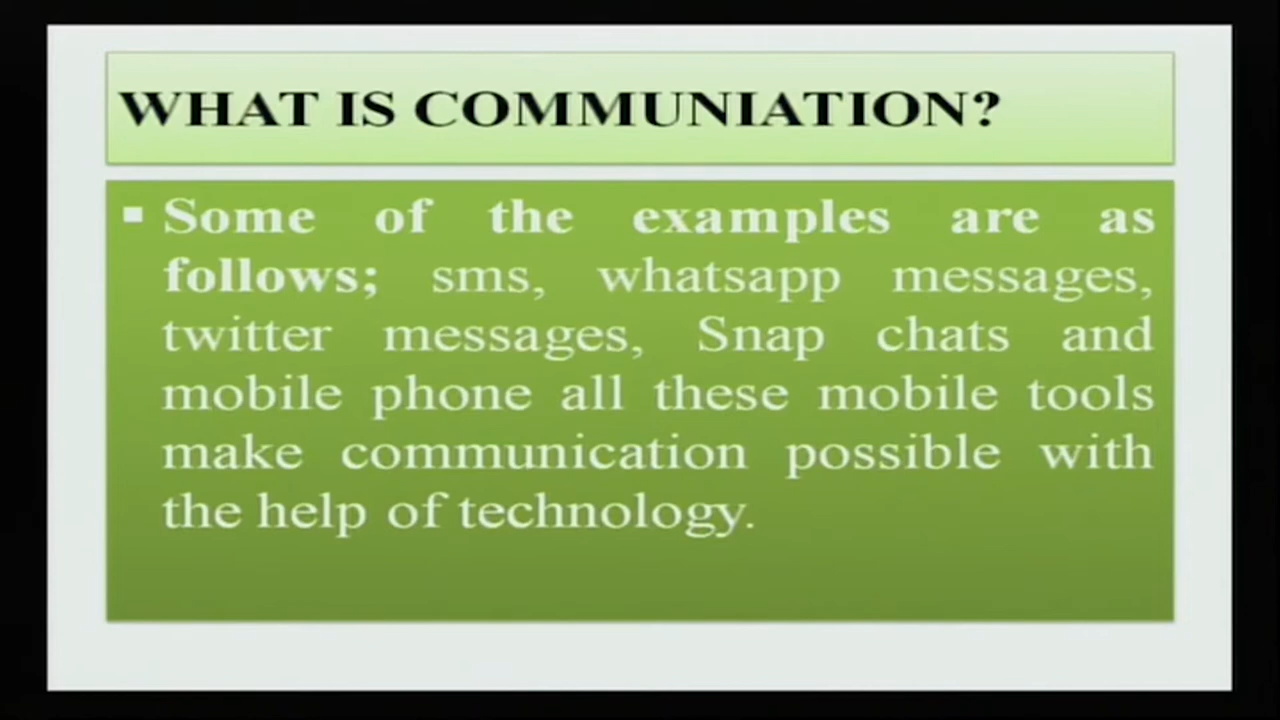 WHAT IS COMMUNIATION?
▪ Some of the examples are as
follows; sms, whatsapp messages,
twitter messages, Snap chats and
mobile phone all these mobile tools
make communication possible with
the help of technology.